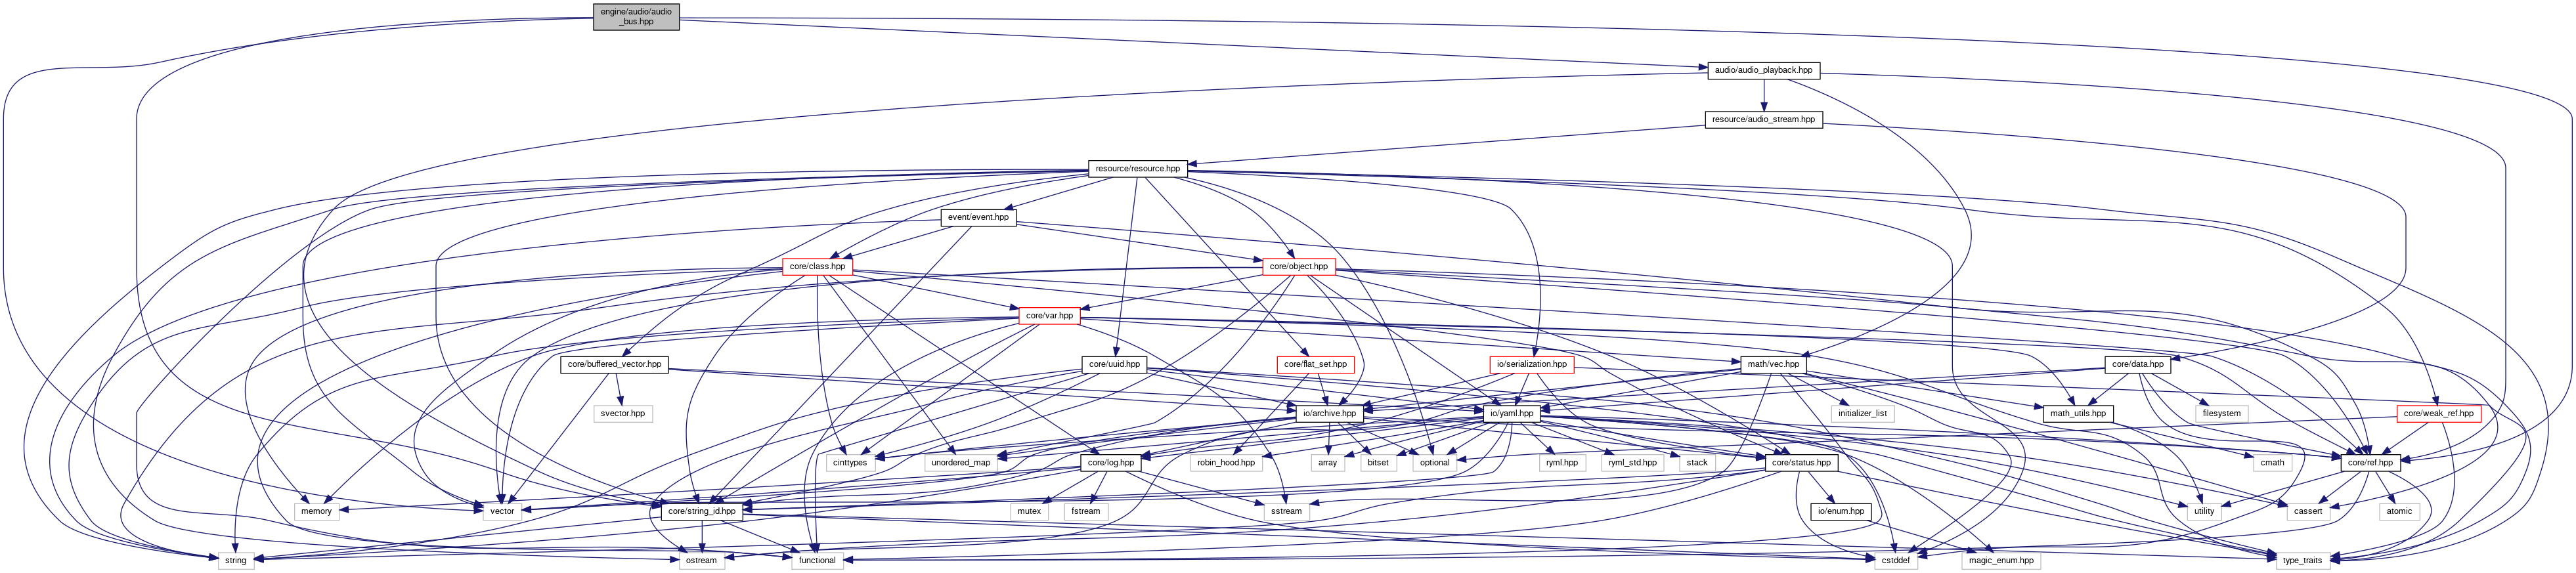 engine/audio/audio
_bus.hpp
audio/audio_playback.hpp
resource/audio_stream.hpp
resource/resource.hpp
event/event.hpp
core/class.hpp
core/object.hpp
core/var.hpp
core/buffered_vector.hpp
core/uuid.hpp
core/flat_set.hpp
io/serialization.hpp
math/vec.hpp
core/data.hpp
svector.hpp
io/archive.hpp
io/yaml.hpp
initializer_list
math_utils.hpp
filesystem
core/weak_ref.hpp
cinttypes
unordered_map
core/log.hpp
robin_hood.hpp
array
bitset
optional
ryml.hpp
ryml_std.hpp
stack
core/status.hpp
cmath
core/ref.hpp
memory
vector
core/string_id.hpp
mutex
fstream
sstream
io/enum.hpp
utility
cassert
atomic
string
ostream
functional
cstddef
magic_enum.hpp
type_traits